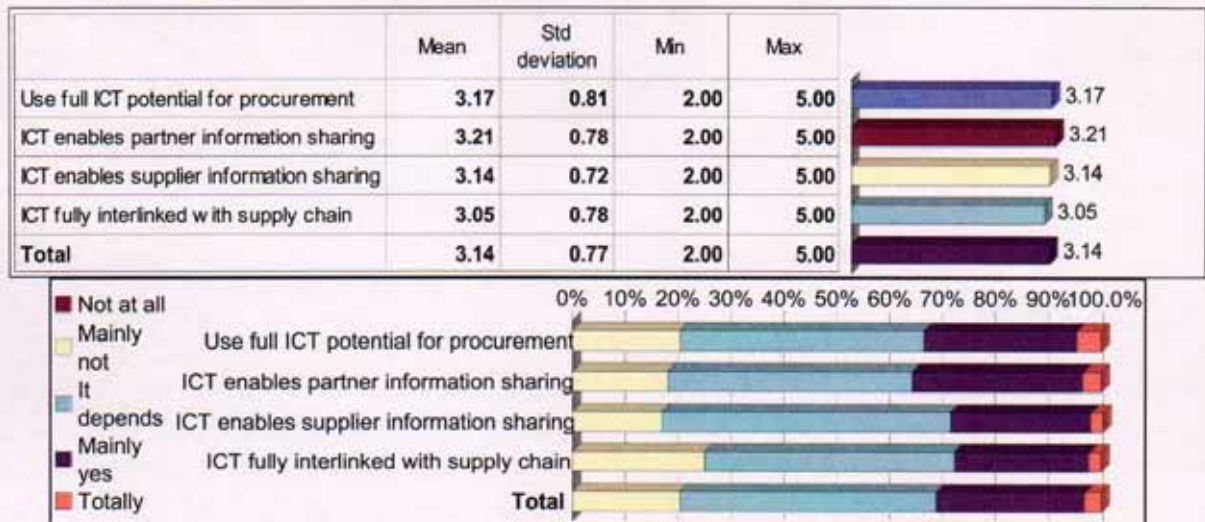 Mean Std deviation Min Max
Use full ICT potential for procurement 3.17 0.81 2.00 5.00 3.17
ICT enables partner information sharing 3.21 0.78 2.00 5.00 3.21
ICT enables supplier information sharing 3.14 0.72 2.00 5.00 3.14
ICT fully interlinked with supply chain 3.05 0.78 2.00 5.00 3.05
Total 3.14 0.77 2.00 5.00 3.14
Not at all
Mainly
not
It
depends
Mainly
yes
Totally
0% 10% 20% 30% 40% 50% 60% 70% 80% 90%100.0%
Use full ICT potential for procurement
ICT enables partner information sharing
ICT enables supplier information sharing
ICT fully interlinked with supply chain
Total